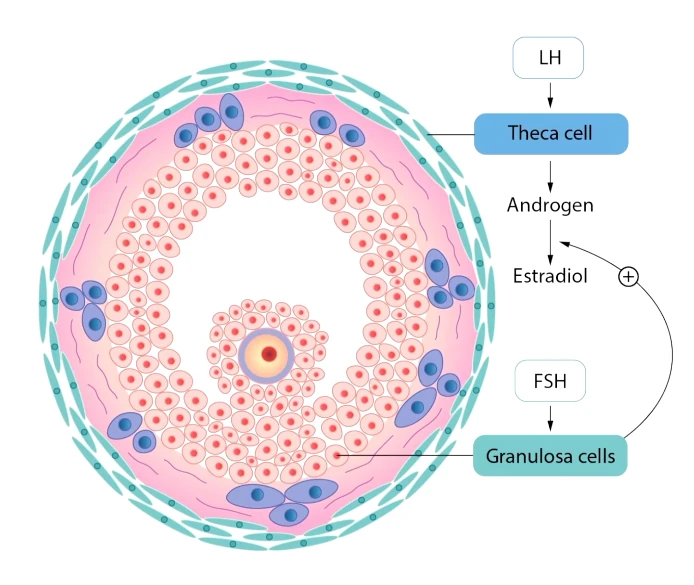 LH
Theca cell
Androgen
Estradiol
+
FSH
Granulosa cells